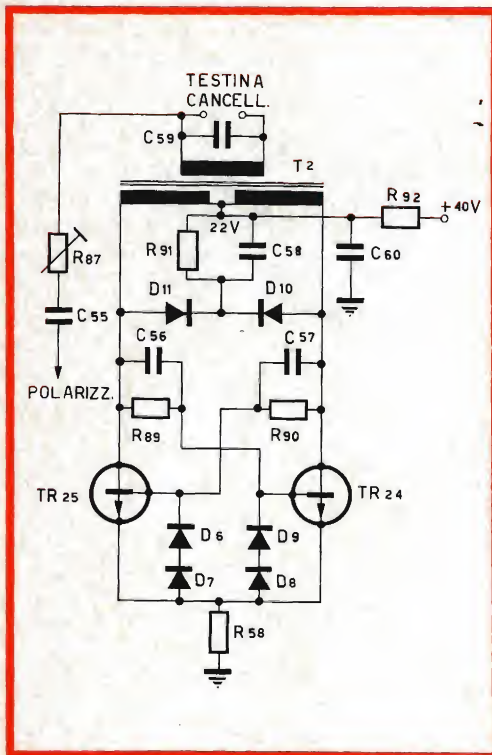 TESTINA
CANCELL.
C59
T2
R92
+40V
22V
R91
C58
C60
R87
D11
D10
C55
C56
C57
POLARIZZ.
R89
R90
TR25
TR24
D6
D9
D7
D8
R58